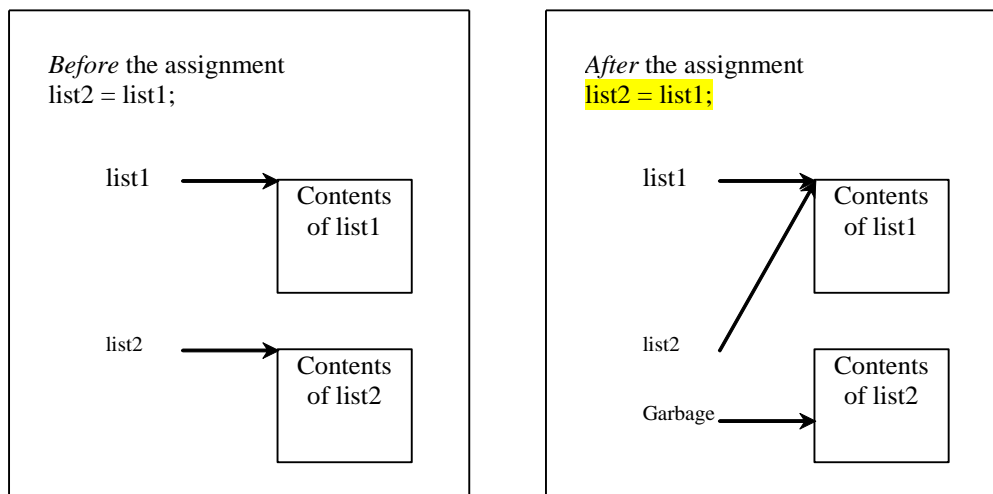 Before the assignment
list2 = list1;
list1
Contents
of list1
list2
Contents
of list2
After the assignment
list2 = list1;
list1
Contents
of list1
list2
Garbage
Contents
of list2